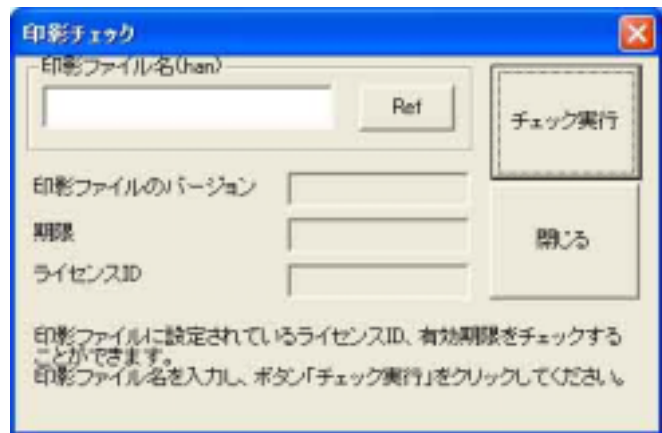 印影チェック
印影ファイル名(han)
Ref
チェック実行
印影ファイルのバージョン
期限
閉じる
ライセンスID
印影ファイルに設定されているライセンスID、有効期限をチェックする
ことができます。
印影ファイル名を入力し、ボタン「チェック実行」をクリックしてください。